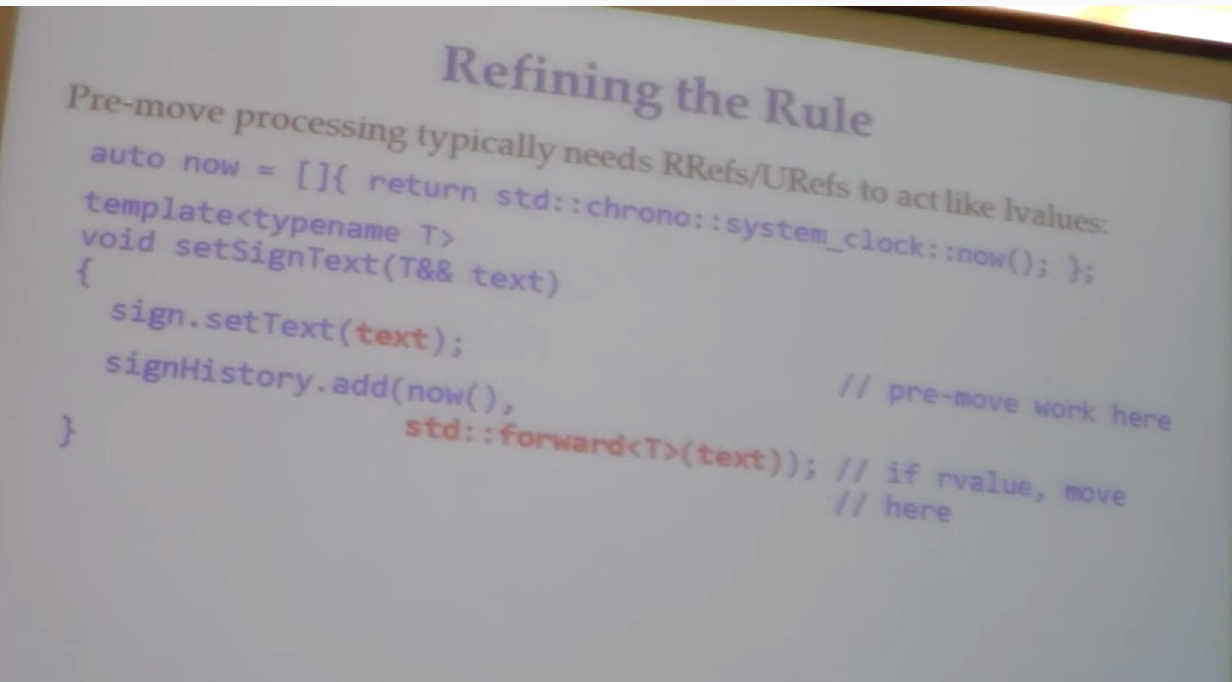 Refining the Rule
Pre-move processing typically needs RRefs/URefs to act like lvalues:
auto now = []{ return std::chrono::system_clock::now(); };
template<typename T>
void setSignText(T&& text)
{
sign.setText(text); // pre-move work here
signHistory.add(now(),
std::forward<T>(text)); // if rvalue, move
// here
}